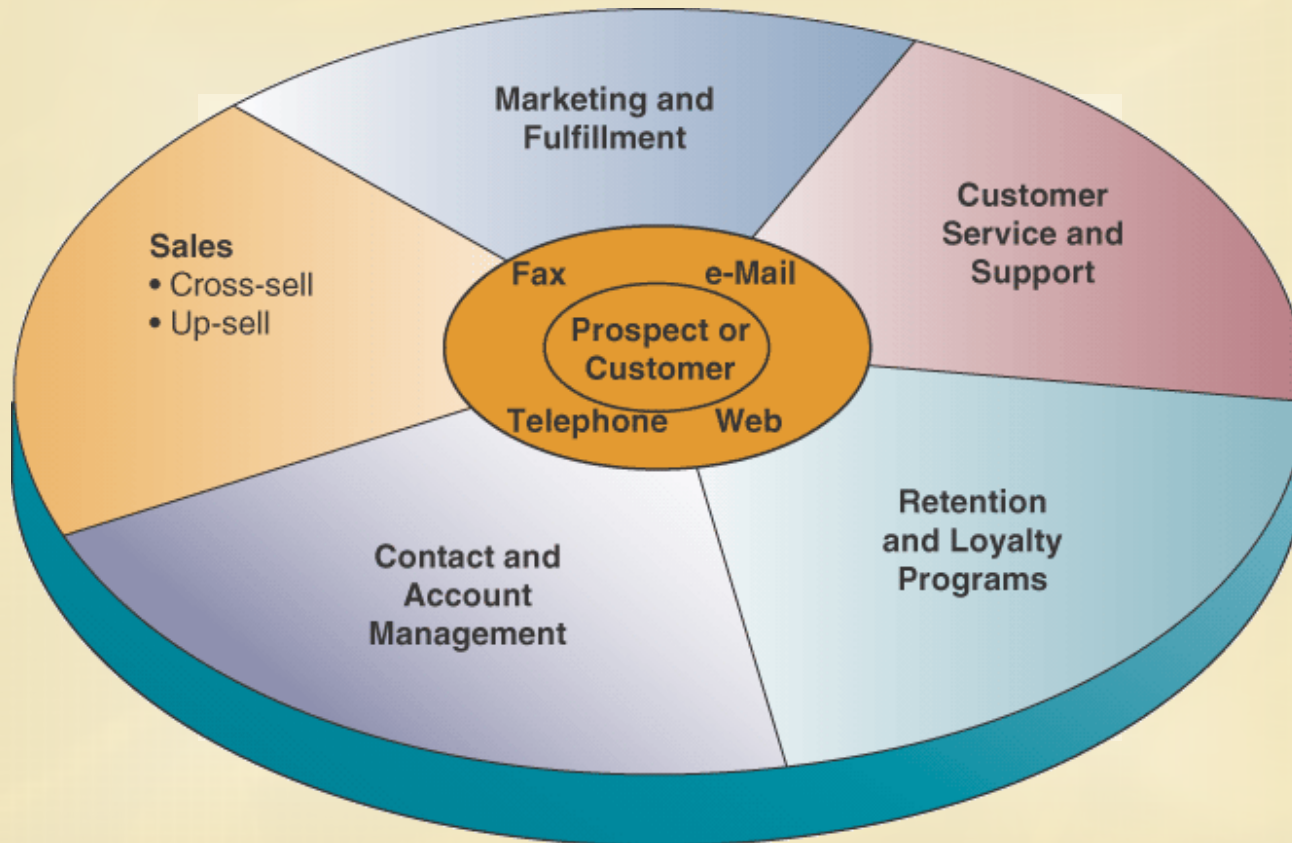 Marketing and
Fulfillment
Customer
Service and
Support
Sales
• Cross-sell
• Up-sell
Fax
e-Mail
Prospect or
Customer
Telephone
Web
Retention
and Loyalty
Programs
Contact and
Account
Management